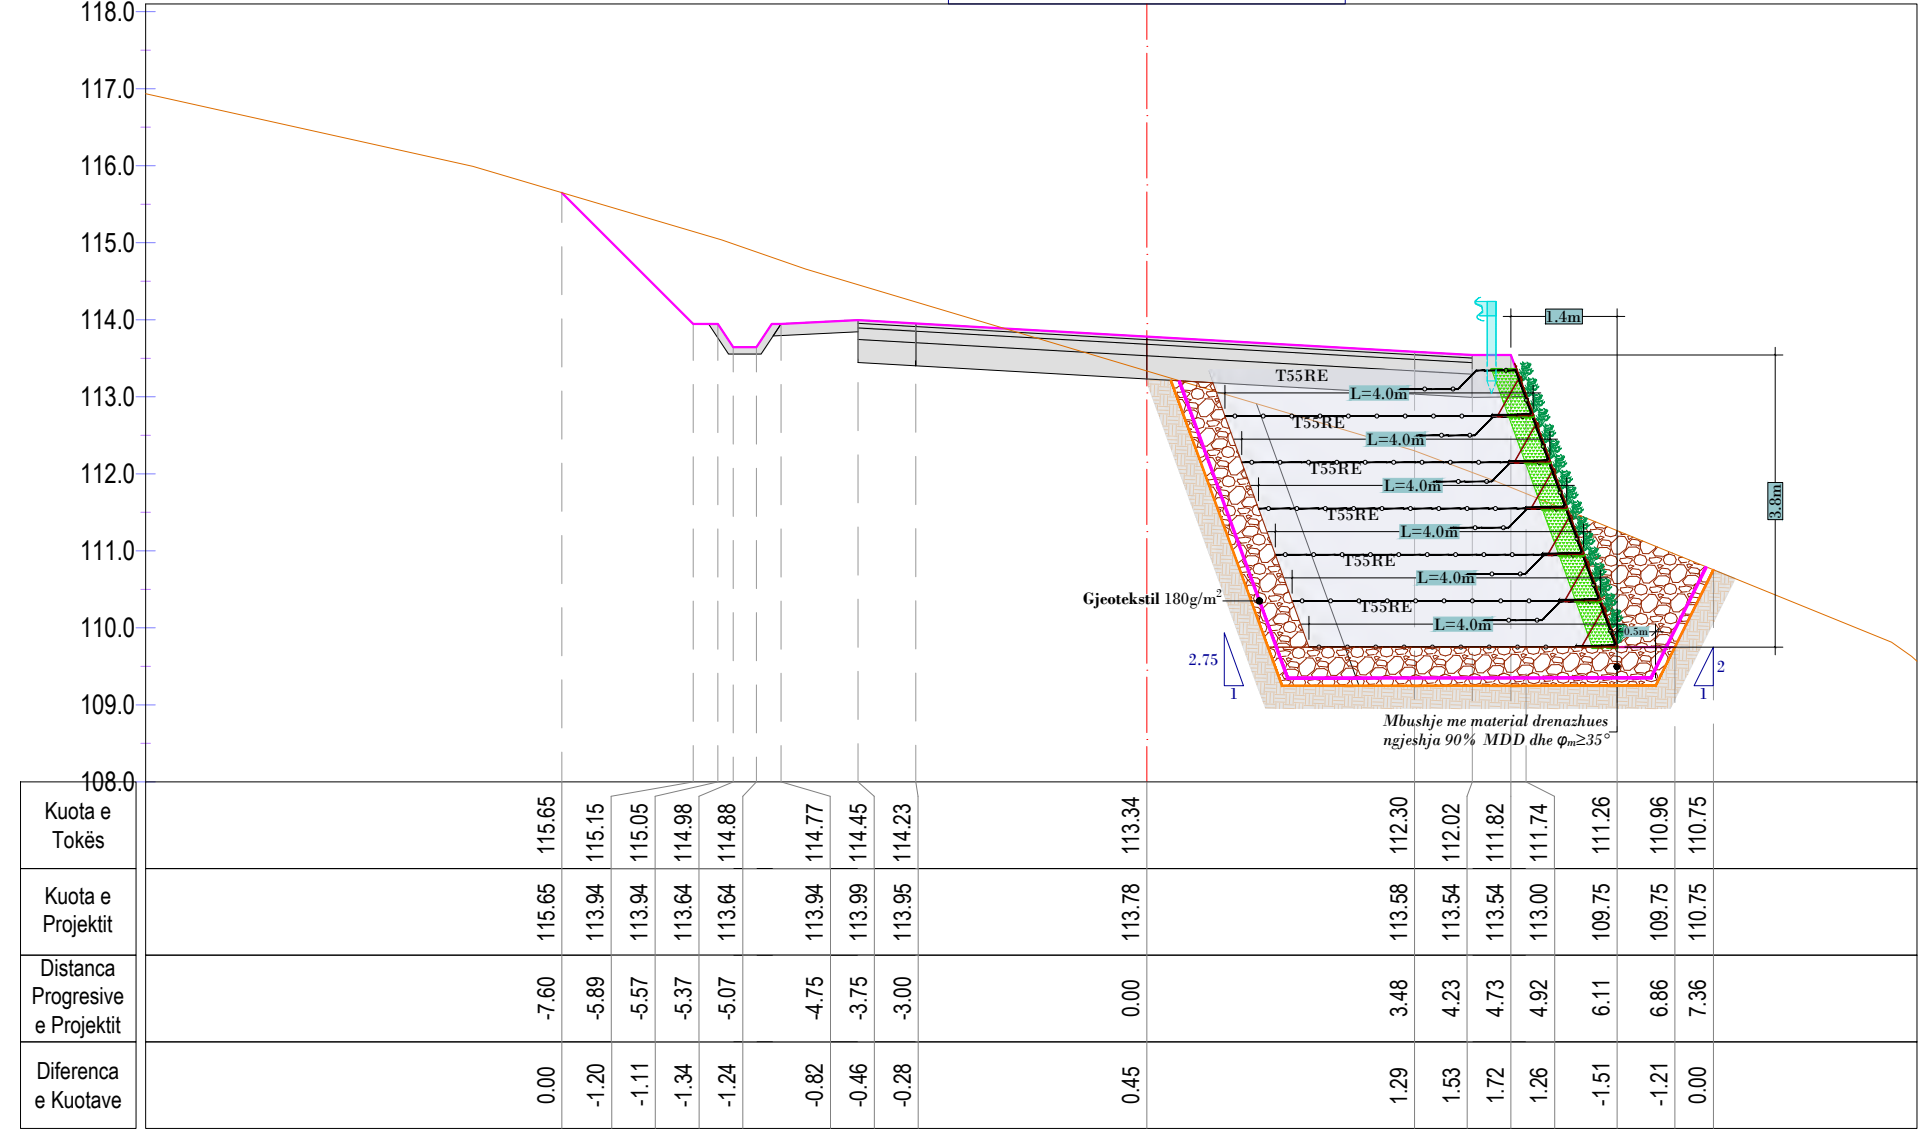 118.0
117.0
116.0
115.0
114.0
113.0
112.0
111.0
110.0
109.0
108.0
1.4m
3.8m
T55RE
L=4.0m
T55RE
L=4.0m
T55RE
L=4.0m
T55RE
L=4.0m
T55RE
L=4.0m
T55RE
L=4.0m
0.5m
Gjeotekstil 180g/m²
2.75
1
2
1
Mbushje me material drenazhues
ngjeshja 90% MDD dhe φm≥35°
Kuota e
Tokës
115.65 115.15 115.05 114.98 114.88 114.77 114.45 114.23 113.34 112.30 112.02 111.82 111.74 111.26 110.96 110.75
Kuota e
Projektit
115.65 113.94 113.94 113.64 113.64 113.94 113.99 113.95 113.78 113.58 113.54 113.54 113.00 109.75 109.75 110.75
Distanca
Progresive
e Projektit
-7.60 -5.89 -5.57 -5.37 -5.07 -4.75 -3.75 -3.00 0.00 3.48 4.23 4.73 4.92 6.11 6.86 7.36
Diferenca
e Kuotave
0.00 -1.20 -1.11 -1.34 -1.24 -0.82 -0.46 -0.28 0.45 1.29 1.53 1.72 1.26 -1.51 -1.21 0.00